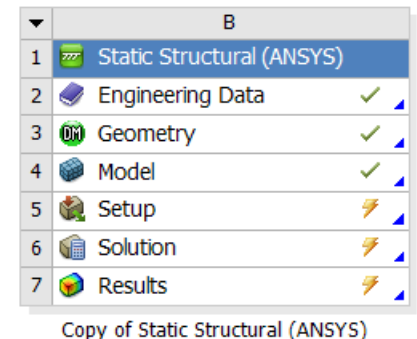 B
1 Static Structural (ANSYS)
2 Engineering Data
3 DM Geometry
4 Model
5 Setup
6 Solution
7 Results
Copy of Static Structural (ANSYS)